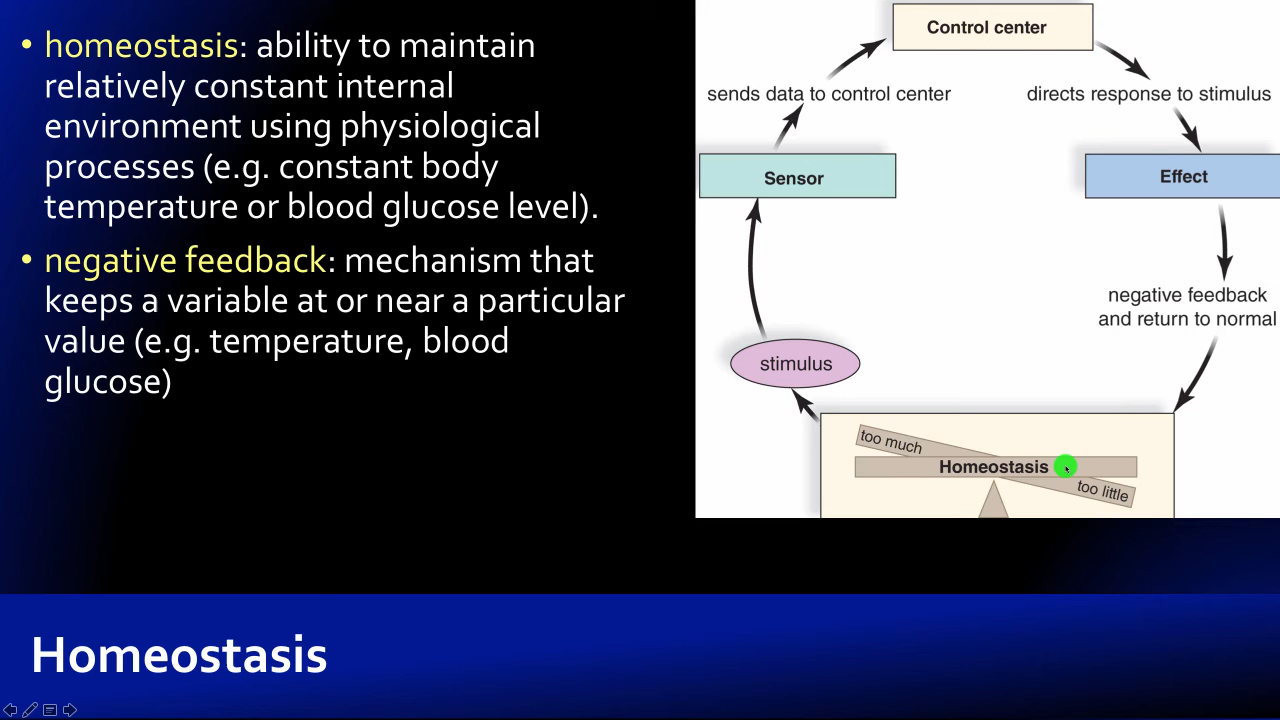 • homeostasis: ability to maintain
relatively constant internal
environment using physiological
processes (e.g. constant body
temperature or blood glucose level).
• negative feedback: mechanism that
keeps a variable at or near a particular
value (e.g. temperature, blood
glucose)
Control center
sends data to control center
directs response to stimulus
Sensor
Effect
negative feedback
and return to normal
stimulus
too much
Homeostasis
too little
Homeostasis